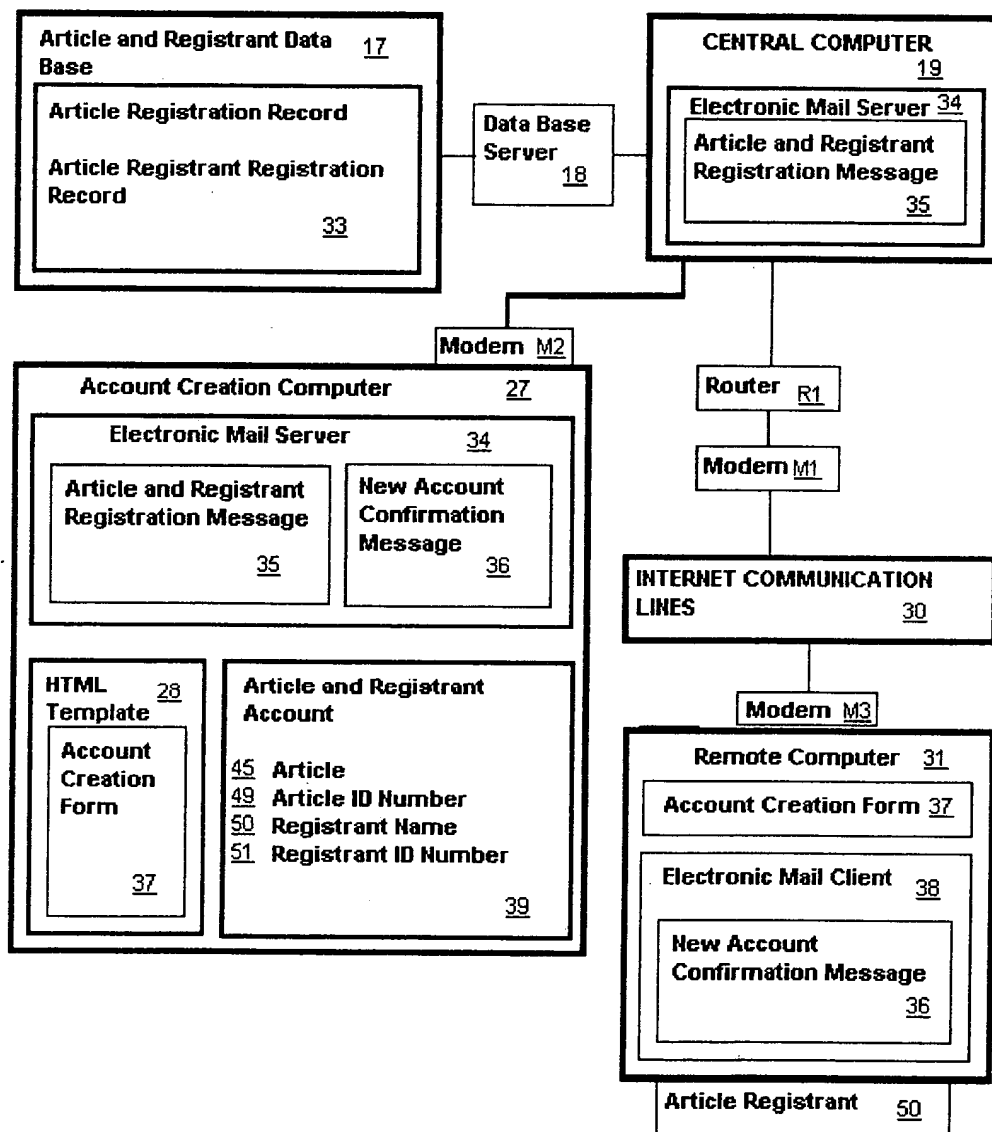 Article and Registrant Data 17
Base
Article Registration Record
Article Registrant Registration
Record
33
Data Base
Server
18
CENTRAL COMPUTER
19
Electronic Mail Server 34
Article and Registrant
Registration Message
35
Modem M2
Account Creation Computer 27
Electronic Mail Server 34
Article and Registrant
Registration Message
35
New Account
Confirmation
Message
36
HTML 28
Template
Account
Creation
Form
37
Article and Registrant
Account
45 Article
49 Article ID Number
50 Registrant Name
51 Registrant ID Number
39
Router R1
Modem M1
INTERNET COMMUNICATION
LINES 30
Modem M3
Remote Computer 31
Account Creation Form 37
Electronic Mail Client 38
New Account
Confirmation Message
36
Article Registrant 50